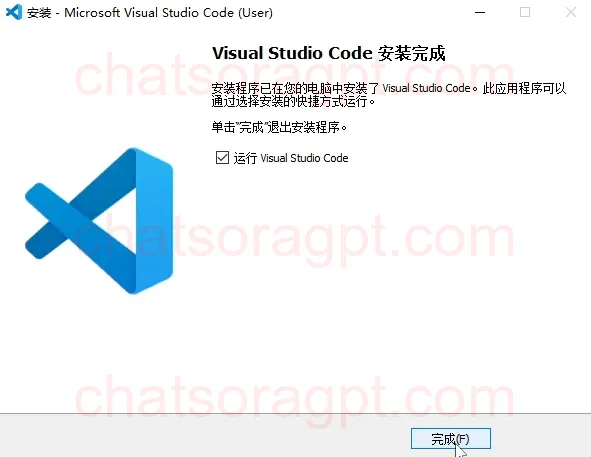 安装 - Microsoft Visual Studio Code (User)
Visual Studio Code 安装完成
chatsoragpt.com
安装程序已在您的电脑中安装了 Visual Studio Code。此应用程序可以
通过选择安装的快捷方式运行。
单击“完成”退出安装程序。
运行 Visual Studio Code
chatsoragpt.com
chatsoragpt.com
完成(F)